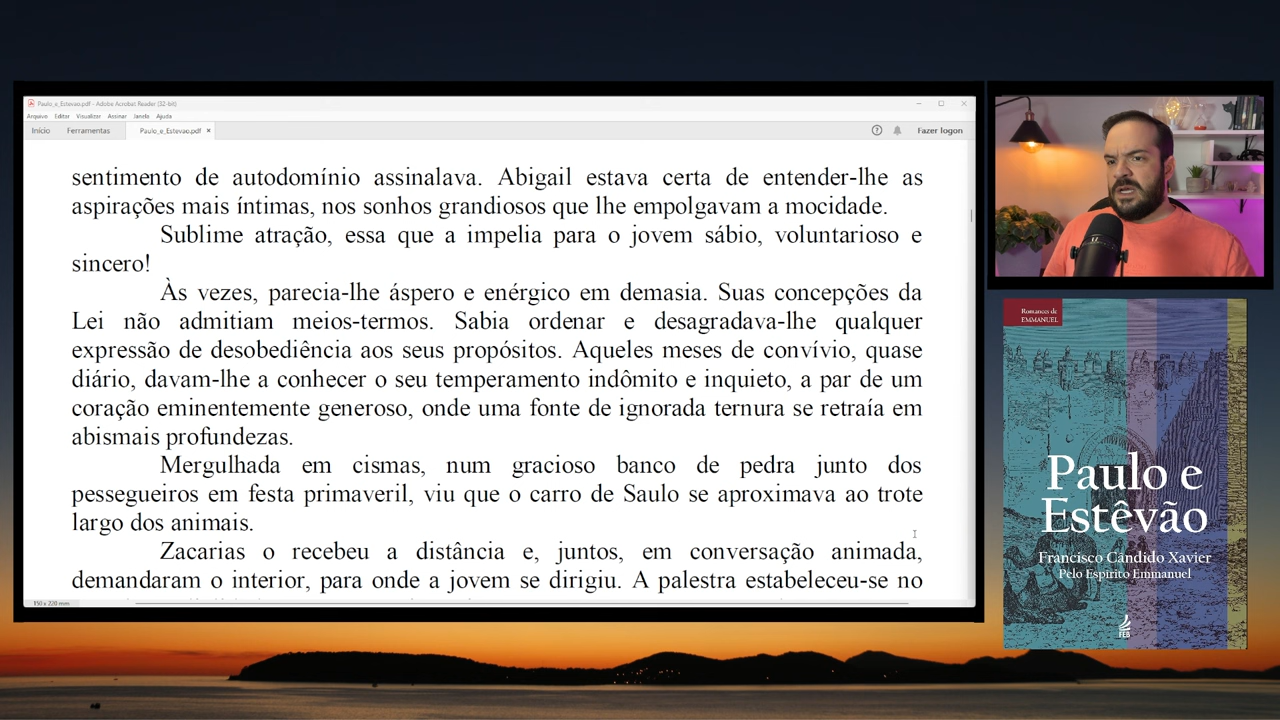 Paulo_e_Estevao.pdf - Adobe Acrobat Reader (32-bit)
Arquivo Editar Visualizar Assinar Janela Ajuda
Início Ferramentas Paulo_e_Estevao.pdf × Fazer logon
sentimento de autodomínio assinalava. Abigail estava certa de entender-lhe as
aspirações mais íntimas, nos sonhos grandiosos que lhe empolgavam a mocidade.
Sublime atração, essa que a impelia para o jovem sábio, voluntarioso e
sincero!
Às vezes, parecia-lhe áspero e enérgico em demasia. Suas concepções da
Lei não admitiam meios-termos. Sabia ordenar e desagradava-lhe qualquer
expressão de desobediência aos seus propósitos. Aqueles meses de convívio, quase
diário, davam-lhe a conhecer o seu temperamento indômito e inquieto, a par de um
coração eminentemente generoso, onde uma fonte de ignorada ternura se retraía em
abismais profundezas.
Mergulhada em cismas, num gracioso banco de pedra junto dos
pessegueiros em festa primaveril, viu que o carro de Saulo se aproximava ao trote
largo dos animais.
Zacarias o recebeu a distância e, juntos, em conversação animada,
demandaram o interior, para onde a jovem se dirigiu. A palestra estabeleceu-se no
150 x 220 mm
Romances de
EMMANUEL
Paulo e
Estêvão
Francisco Cândido Xavier
Pelo Espírito Emmanuel
FEB